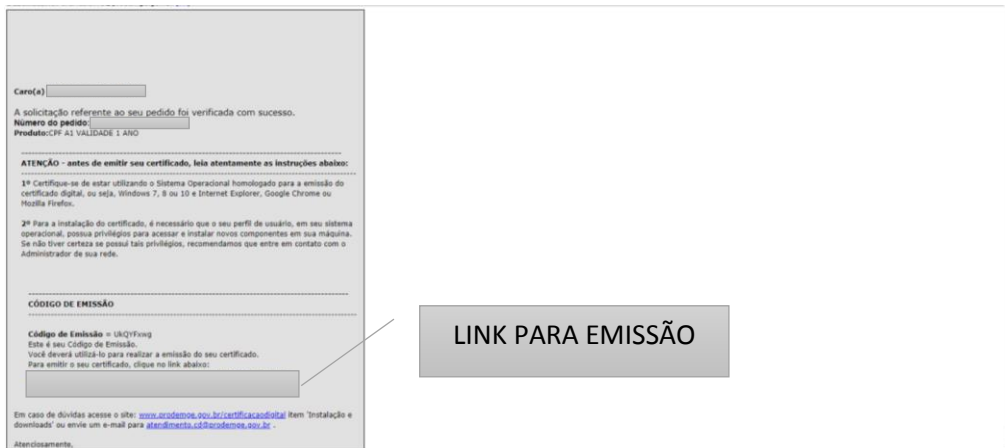 Caro(a)
A solicitação referente ao seu pedido foi verificada com sucesso.
Número do pedido:
Produto:CPF A1 VALIDADE 1 ANO
ATENÇÃO - antes de emitir seu certificado, leia atentamente as instruções abaixo:
1º Certifique-se de estar utilizando o Sistema Operacional homologado para a emissão do
certificado digital, ou seja, Windows 7, 8 ou 10 e Internet Explorer, Google Chrome ou
Mozilla Firefox.
2º Para a instalação do certificado, é necessário que o seu perfil de usuário, em seu sistema
operacional, possua privilégios para acessar e instalar novos componentes em sua máquina.
Se não tiver certeza se possui tais privilégios, recomendamos que entre em contato com o
Administrador de sua rede.
CÓDIGO DE EMISSÃO
Código de Emissão = UkQYFxwg
Este é seu Código de Emissão.
Você deverá utilizá-lo para realizar a emissão do seu certificado.
Para emitir o seu certificado, clique no link abaixo:
LINK PARA EMISSÃO
Em caso de dúvidas acesse o site: www.prodemge.gov.br/certificacaodigital item 'Instalação e
downloads' ou envie um e-mail para atendimento.cd@prodemge.gov.br .
Atenciosamente,